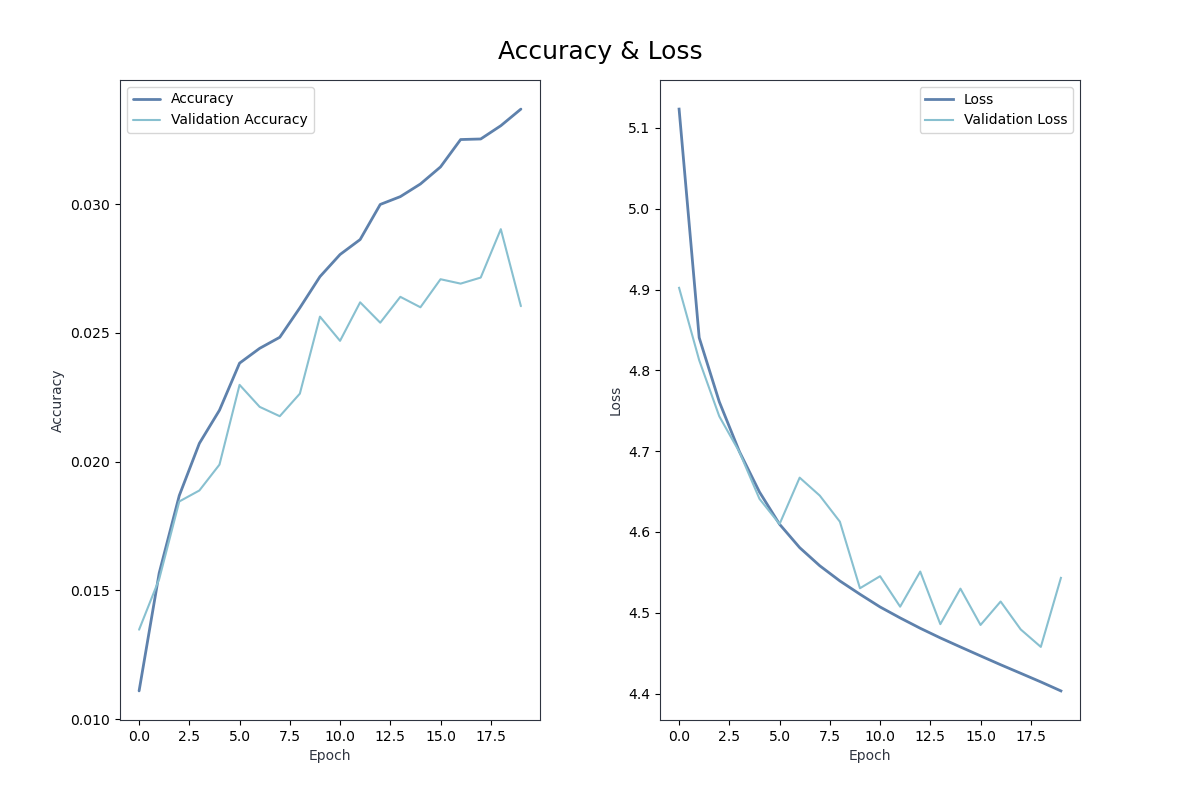 Accuracy & Loss
Accuracy
Validation Accuracy
0.030
0.025
0.020
0.015
0.010
Accuracy
0.0 2.5 5.0 7.5 10.0 12.5 15.0 17.5
Epoch
Loss
Validation Loss
5.1
5.0
4.9
4.8
4.7
4.6
4.5
4.4
Loss
0.0 2.5 5.0 7.5 10.0 12.5 15.0 17.5
Epoch